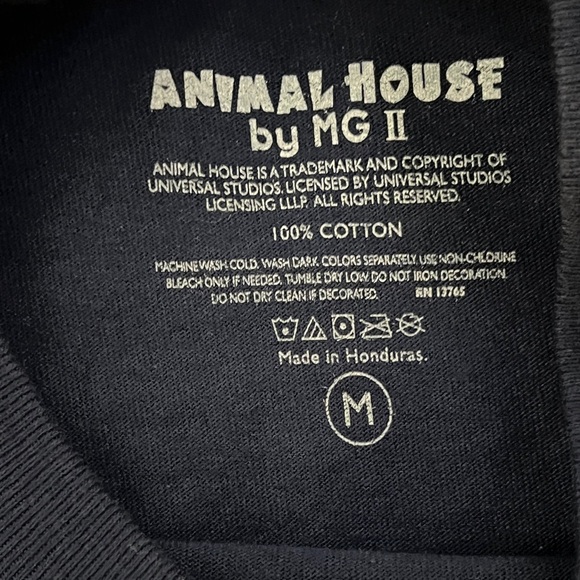 ANIMAL HOUSE
by MG II
ANIMAL HOUSE IS A TRADEMARK AND COPYRIGHT OF
UNIVERSAL STUDIOS. LICENSED BY UNIVERSAL STUDIOS
LICENSING LLLP. ALL RIGHTS RESERVED.
100% COTTON
MACHINE WASH COLD. WASH DARK COLORS SEPARATELY. USE NON-CHLORINE
BLEACH ONLY IF NEEDED. TUMBLE DRY LOW. DO NOT IRON DECORATION.
DO NOT DRY CLEAN IF DECORATED. RN 13765
Made in Honduras.
M